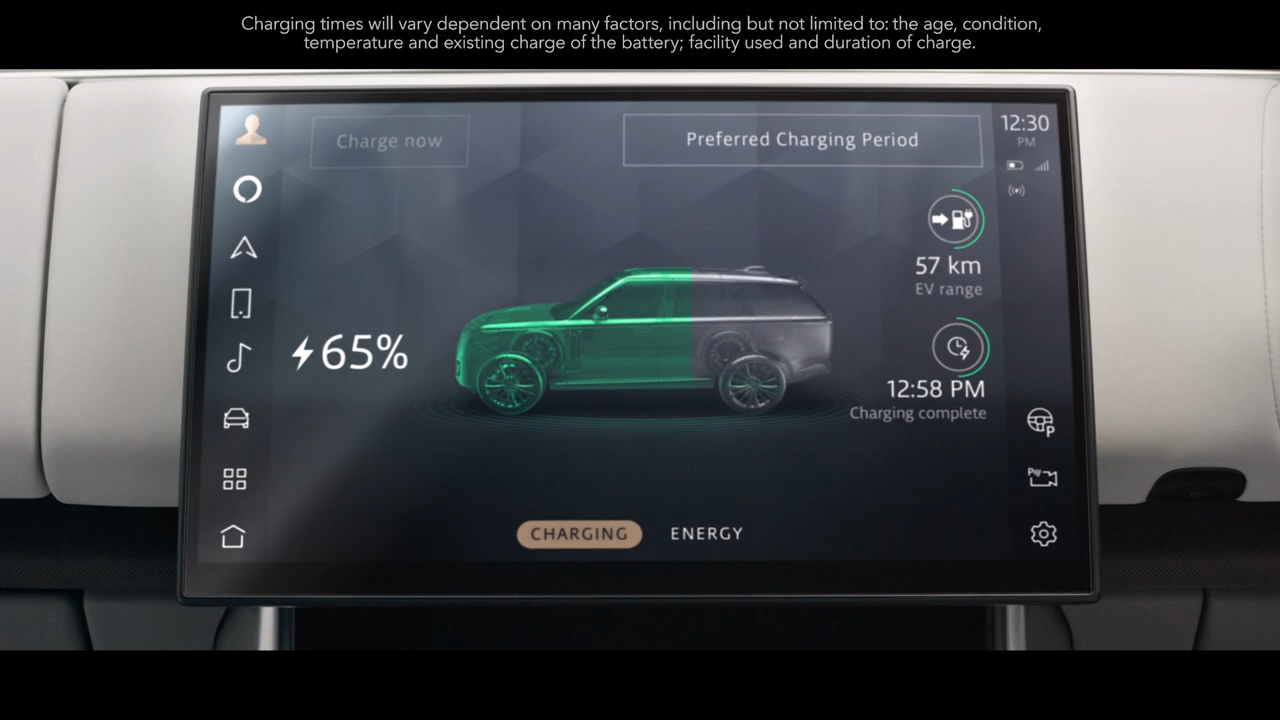 Charging times will vary dependent on many factors, including but not limited to: the age, condition,
temperature and existing charge of the battery; facility used and duration of charge.
Charge now
Preferred Charging Period
12:30
PM
57 km
EV range
65%
12:58 PM
Charging complete
P
CHARGING
ENERGY